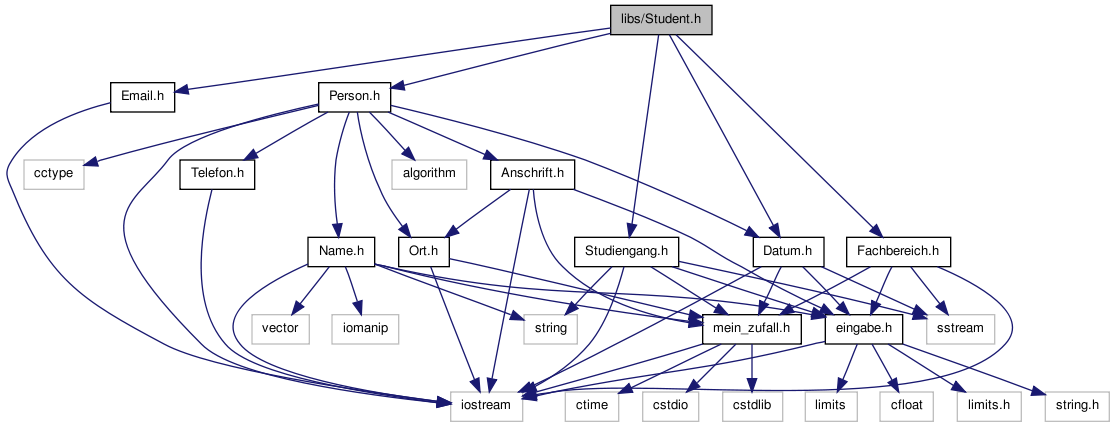 libs/Student.h
Email.h
Person.h
cctype
Telefon.h
algorithm
Anschrift.h
Name.h
Ort.h
Studiengang.h
Datum.h
Fachbereich.h
vector
iomanip
string
mein_zufall.h
eingabe.h
sstream
iostream
ctime
cstdio
cstdlib
limits
cfloat
limits.h
string.h